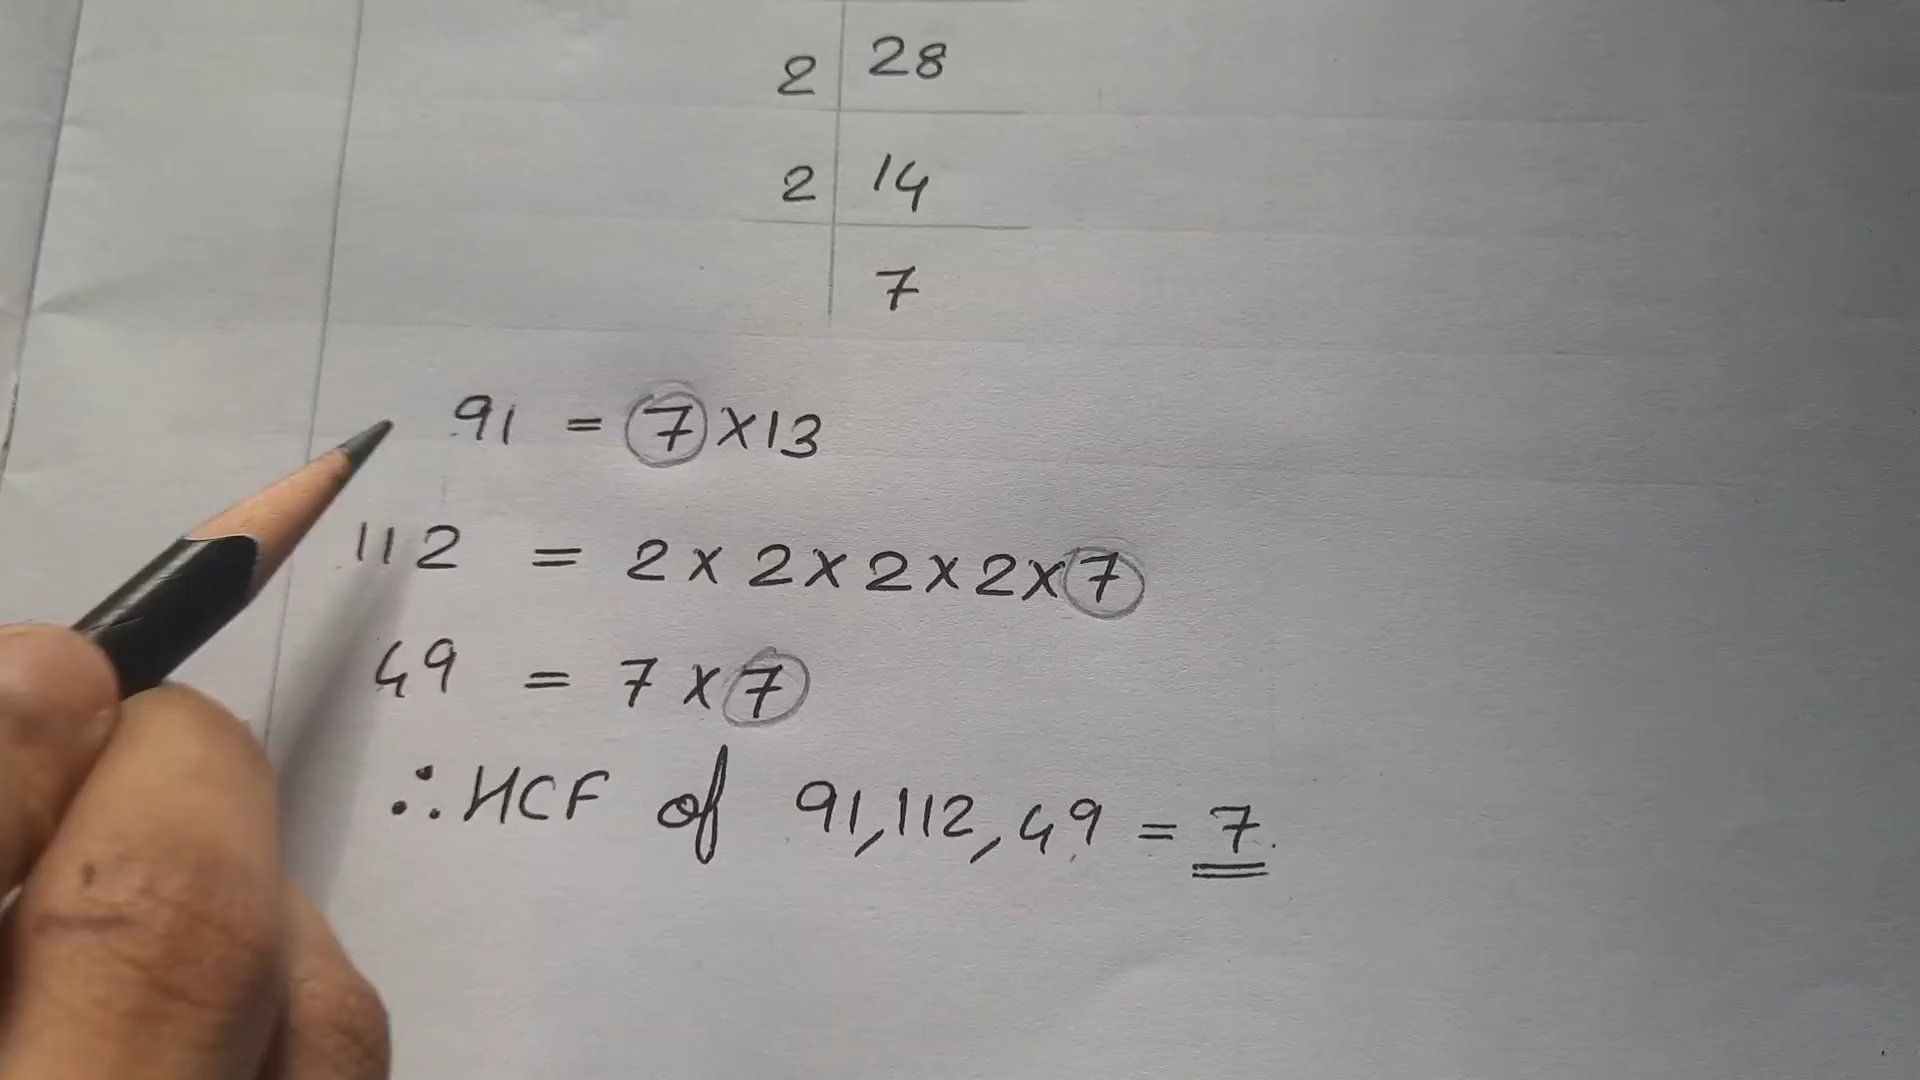 2 28
2 14
7
91 = 7 x 13
112 = 2 x 2 x 2 x 2 x 7
49 = 7 x 7
∴ HCF of 91, 112, 49 = 7.